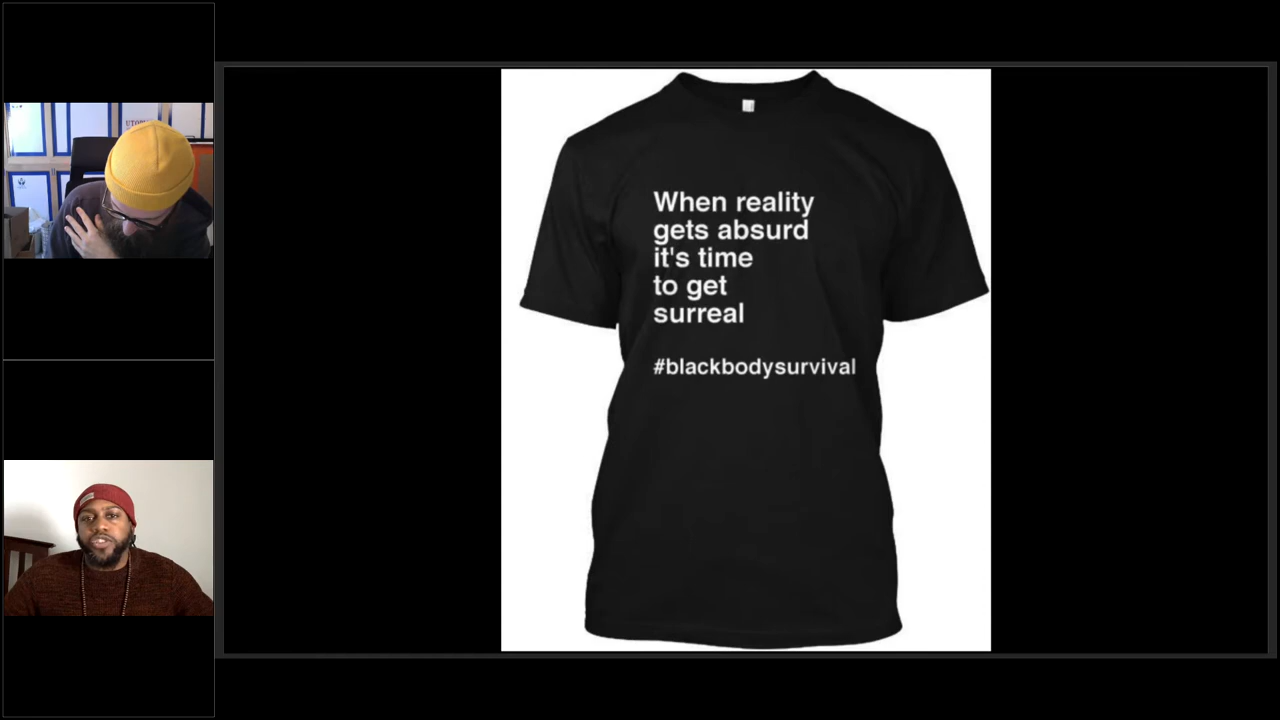 When reality
gets absurd
it's time
to get
surreal
#blackbodysurvival